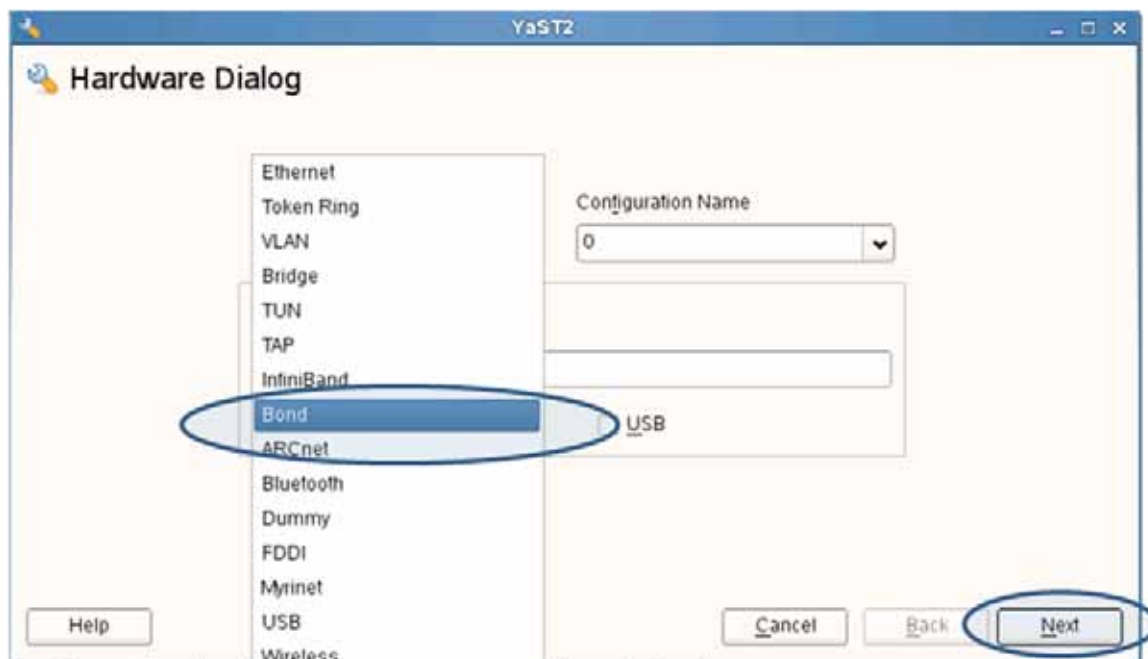 YaST2
Hardware Dialog
Ethernet
Token Ring
VLAN
Bridge
TUN
TAP
InfiniBand
Bond
ARCnet
Bluetooth
Dummy
FDDI
Myrinet
USB
Wireless
Configuration Name
0
USB
Help
Cancel
Back
Next